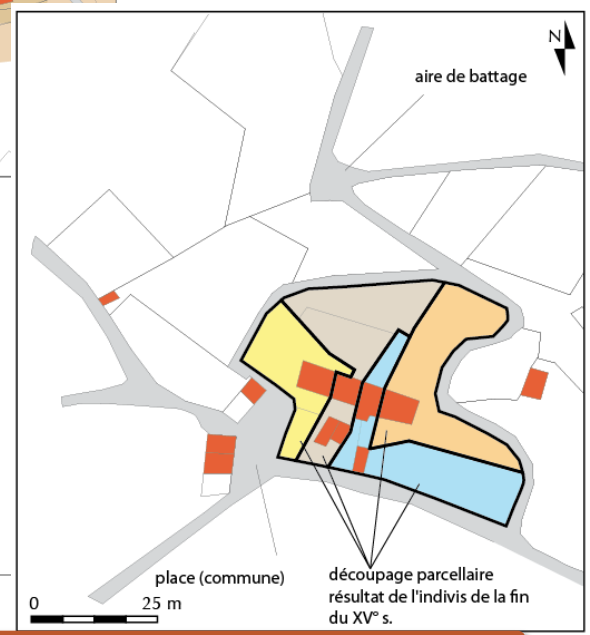 N
aire de battage
place (commune)
découpage parcellaire
résultat de l'indivis de la fin
du XV° s.
0 25 m